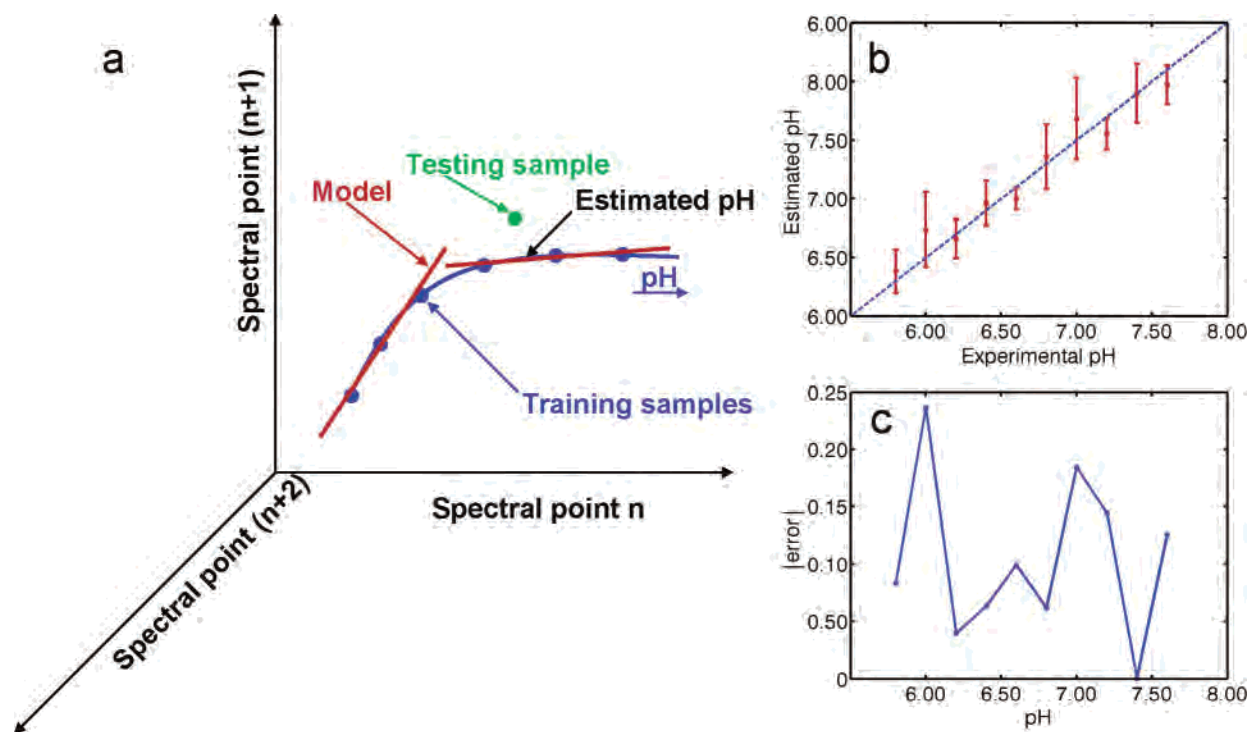 a
Spectral point (n+1)
Testing sample
Model
Estimated pH
pH
Training samples
Spectral point n
Spectral point (n+2)
b
6.00
8.00
7.50
7.00
6.50
6.00
Estimated pH
6.00 6.50 7.00 7.50 8.00
Experimental pH
c
0.25
0.20
0.15
0.10
0.50
0
|error|
6.00 6.50 7.00 7.50 8.00
pH